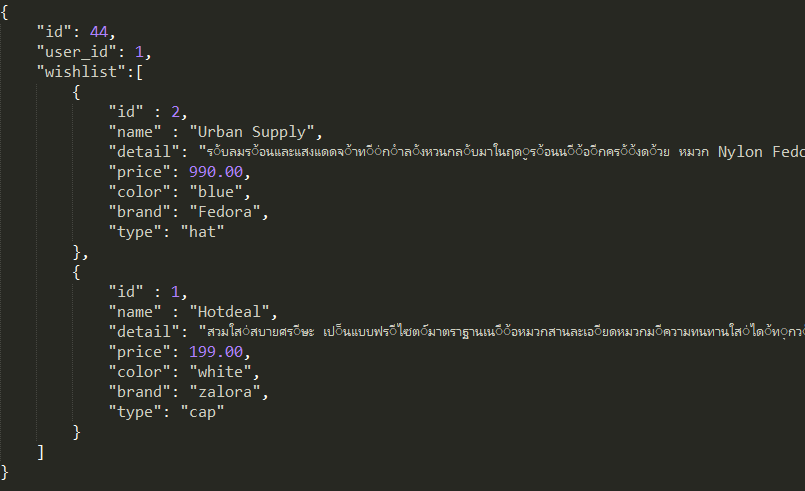 {
"id": 44,
"user_id": 1,
"wishlist":[
{
"id" : 2,
"name" : "Urban Supply",
"detail": "รับลมร้อนและแสงแดดจ้าที่กำลังหวนกลับมาในฤดูร้อนนี้อีกครั้งด้วย หมวก Nylon Fedo
"price": 990.00,
"color": "blue",
"brand": "Fedora",
"type": "hat"
},
{
"id" : 1,
"name" : "Hotdeal",
"detail": "สวมใส่สบายศรีษะ เป็นแบบฟรีไซต์มาตราฐานเนื้อหมวกสานละเอียดหมวกมีความทนทานใส่ได้ทุกว
"price": 199.00,
"color": "white",
"brand": "zalora",
"type": "cap"
}
]
}